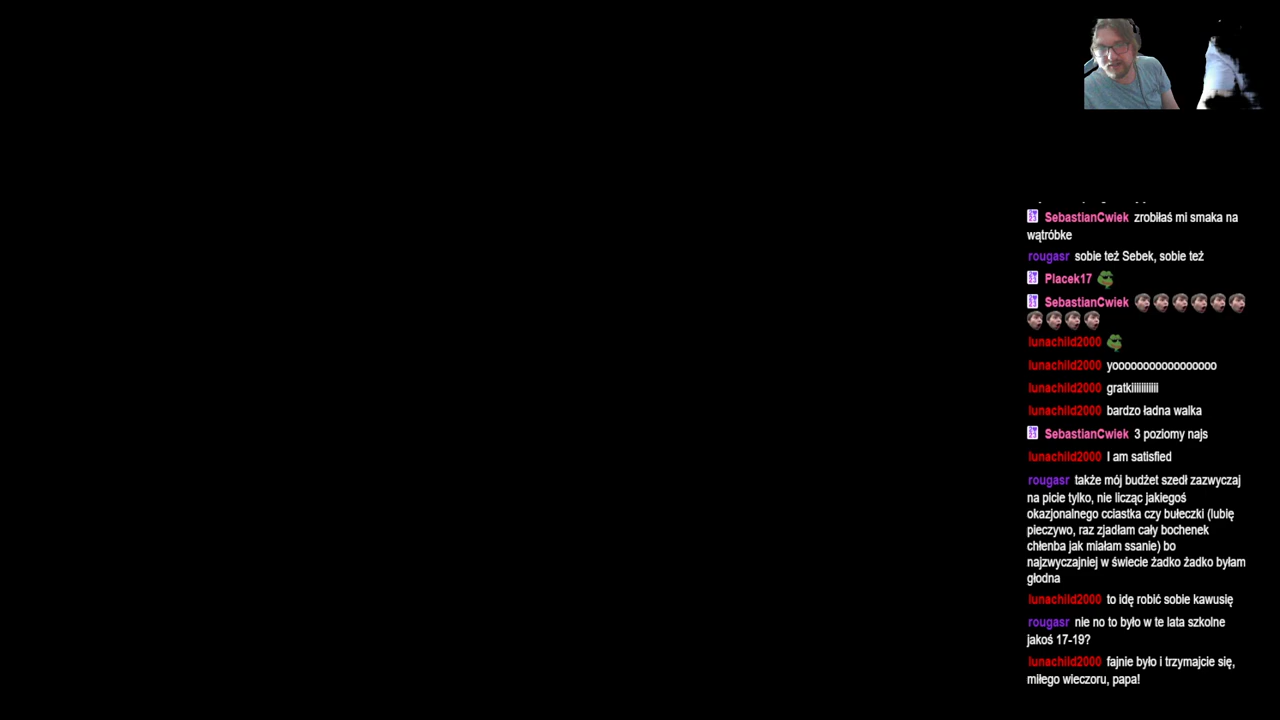 SebastianCwiek zrobiłaś mi smaka na
wątróbke
rougasr sobie też Sebek, sobie też
Placek17
SebastianCwiek
lunachild2000
lunachild2000 yooooooooooooooooo
lunachild2000 gratkiiiiiiiiiii
lunachild2000 bardzo ładna walka
SebastianCwiek 3 poziomy najs
lunachild2000 I am satisfied
rougasr także mój budżet szedł zazwyczaj
na picie tylko, nie licząc jakiegoś
okazjonalnego cciastka czy bułeczki (lubię
pieczywo, raz zjadłam cały bochenek
chłenba jak miałam ssanie) bo
najzwyczajniej w świecie żadko żadko byłam
głodna
lunachild2000 to idę robić sobie kawusię
rougasr nie no to było w te lata szkolne
jakoś 17-19?
lunachild2000 fajnie było i trzymajcie się,
miłego wieczoru, papa!